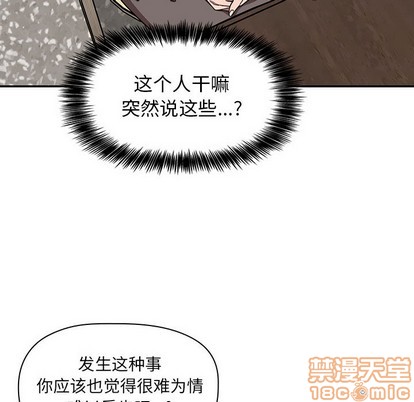 这个人干嘛
突然说这些...?
发生这种事
你应该也觉得很难为情
禁漫天堂
18comic